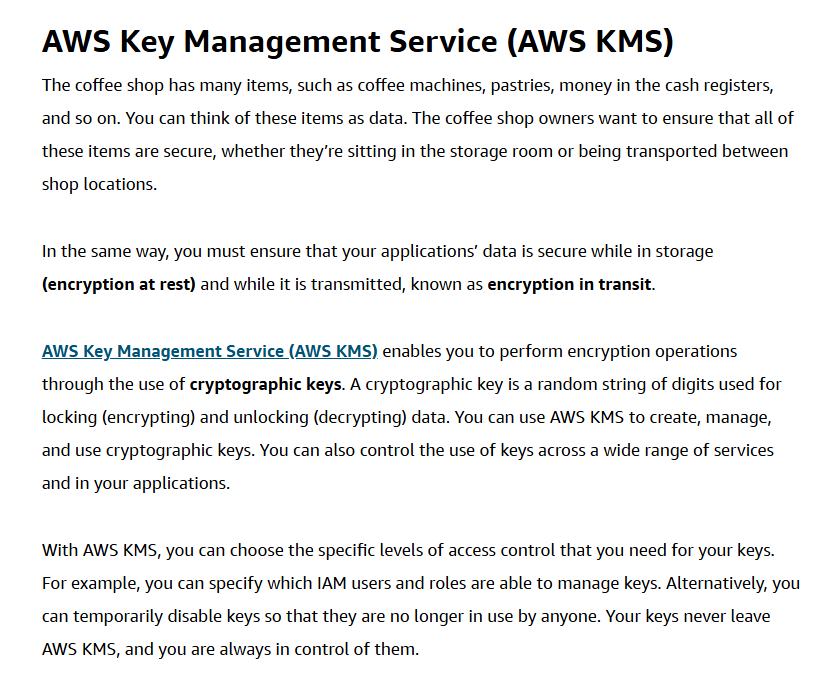 AWS Key Management Service (AWS KMS)
The coffee shop has many items, such as coffee machines, pastries, money in the cash registers,
and so on. You can think of these items as data. The coffee shop owners want to ensure that all of
these items are secure, whether they’re sitting in the storage room or being transported between
shop locations.
In the same way, you must ensure that your applications’ data is secure while in storage
(encryption at rest) and while it is transmitted, known as encryption in transit.
AWS Key Management Service (AWS KMS) enables you to perform encryption operations
through the use of cryptographic keys. A cryptographic key is a random string of digits used for
locking (encrypting) and unlocking (decrypting) data. You can use AWS KMS to create, manage,
and use cryptographic keys. You can also control the use of keys across a wide range of services
and in your applications.
With AWS KMS, you can choose the specific levels of access control that you need for your keys.
For example, you can specify which IAM users and roles are able to manage keys. Alternatively, you
can temporarily disable keys so that they are no longer in use by anyone. Your keys never leave
AWS KMS, and you are always in control of them.